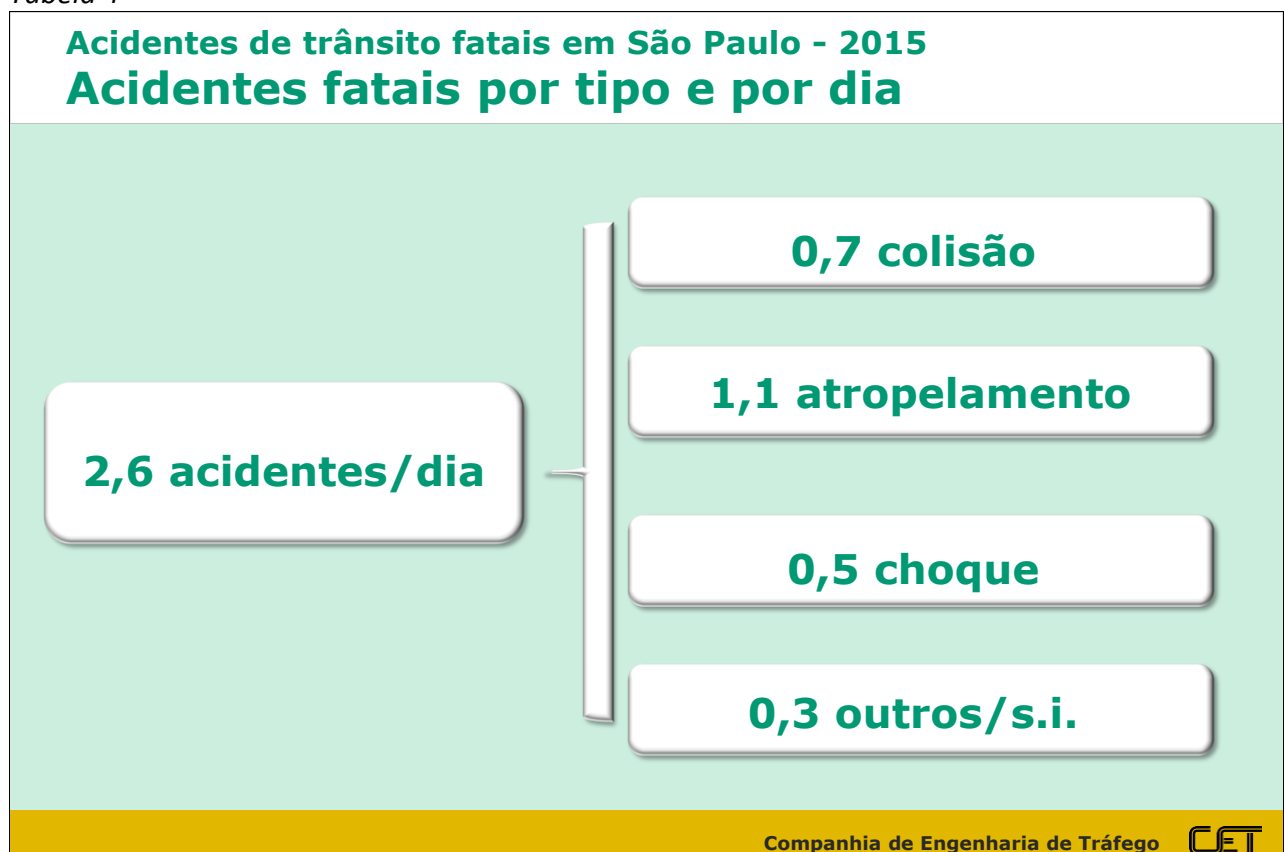 Acidentes de trânsito fatais em São Paulo - 2015
Acidentes fatais por tipo e por dia
0,7 colisão
1,1 atropelamento
2,6 acidentes/dia
0,5 choque
0,3 outros/s.i.
Companhia de Engenharia de Tráfego CET